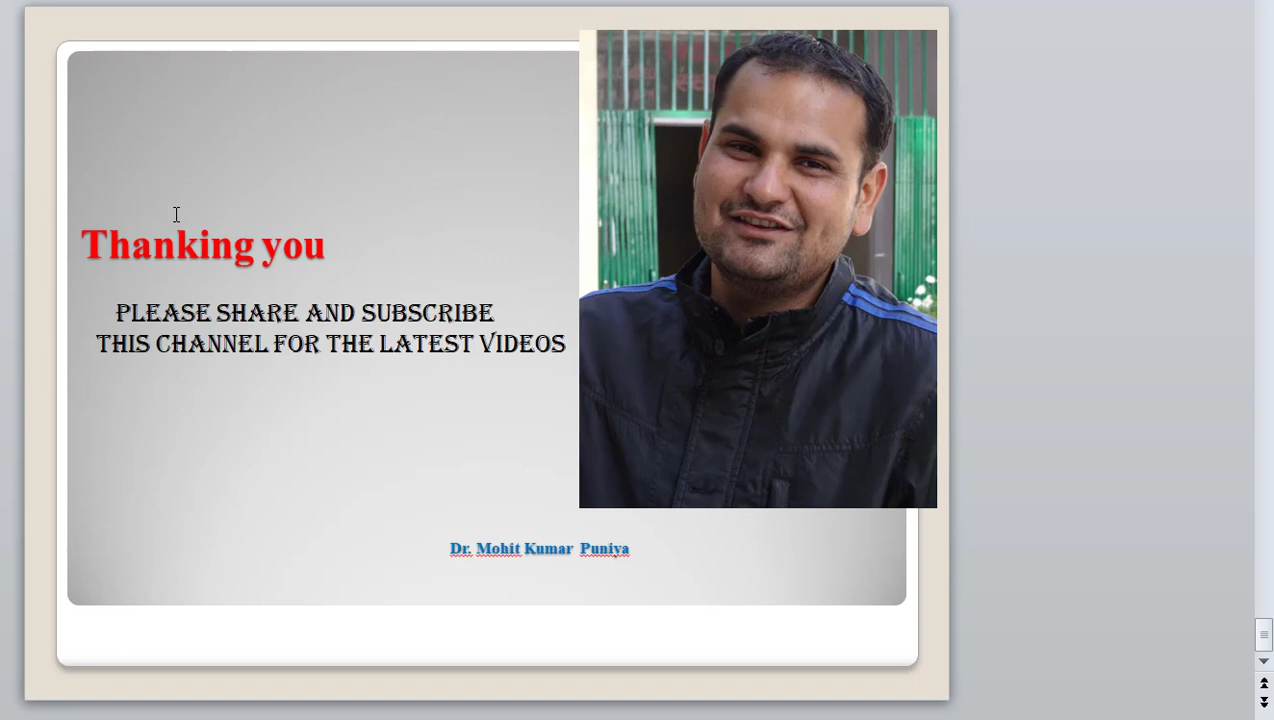 Thanking you
PLEASE SHARE AND SUBSCRIBE
THIS CHANNEL FOR THE LATEST VIDEOS
Dr. Mohit Kumar Puniya